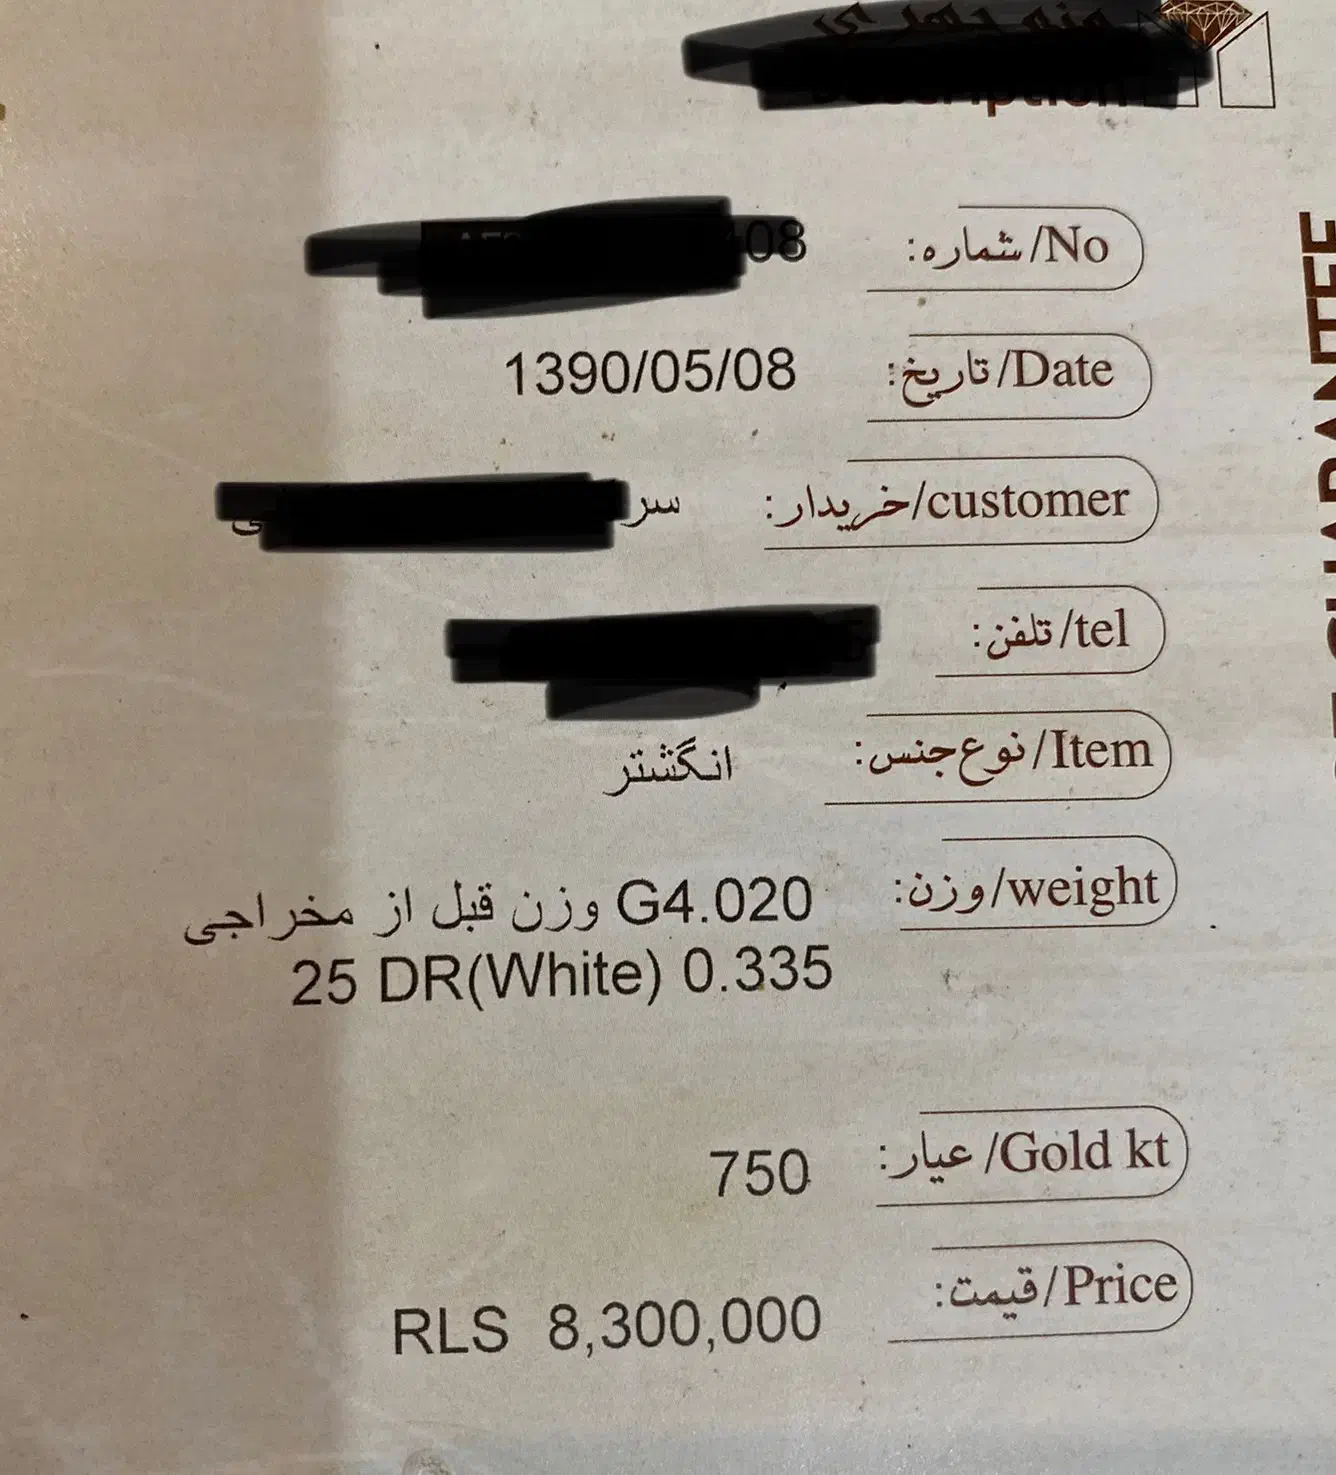 شماره/No:
تاریخ/Date: 1390/05/08
خریدار/customer:
تلفن/tel:
نوع جنس/Item: انگشتر
وزن/weight: G4.020 وزن قبل از مخراجی
25 DR(White) 0.335
عیار/Gold kt: 750
قیمت/Price: RLS 8,300,000